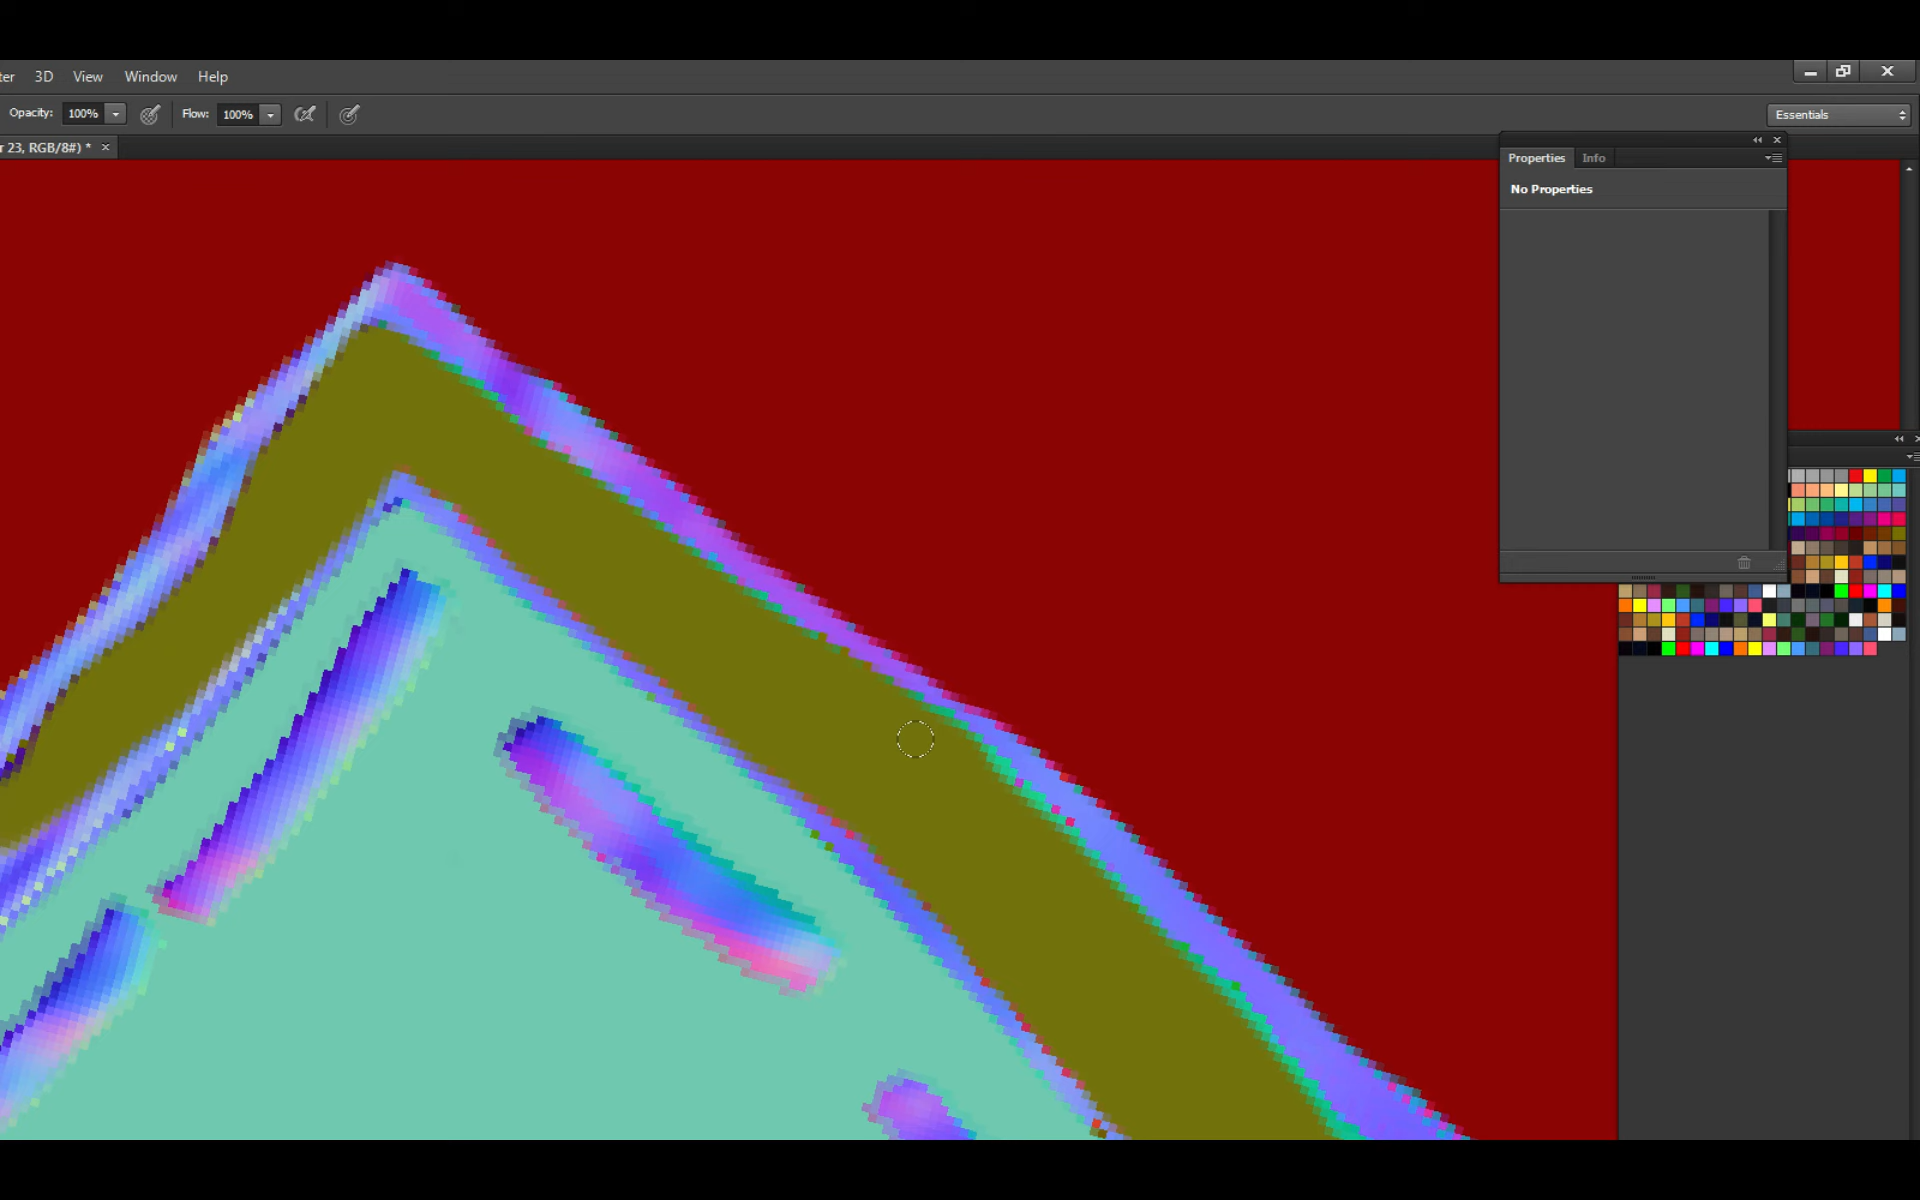 ter 3D View Window Help
Opacity: 100% Flow: 100% Essentials
r 23, RGB/8#) * ×
Properties Info
No Properties